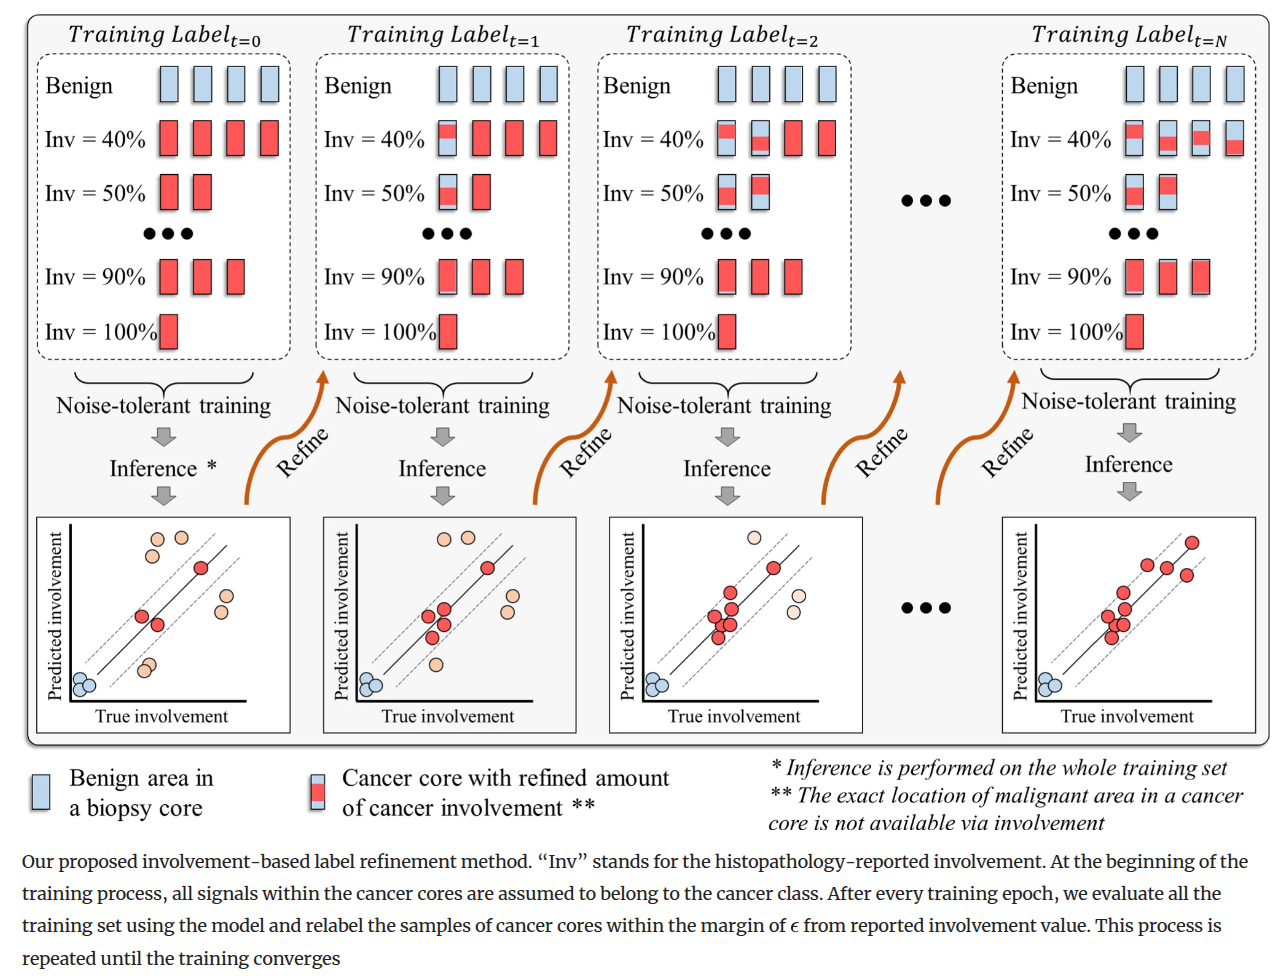 Training Label_{t=0}
Benign
Inv = 40%
Inv = 50%
Inv = 90%
Inv = 100%
Noise-tolerant training
Inference *
Refine
Predicted involvement
True involvement
Training Label_{t=1}
Benign
Inv = 40%
Inv = 50%
Inv = 90%
Inv = 100%
Noise-tolerant training
Inference
Refine
Predicted involvement
True involvement
Training Label_{t=2}
Benign
Inv = 40%
Inv = 50%
Inv = 90%
Inv = 100%
Noise-tolerant training
Inference
Refine
Predicted involvement
True involvement
Refine
Training Label_{t=N}
Benign
Inv = 40%
Inv = 50%
Inv = 90%
Inv = 100%
Noise-tolerant training
Inference
Predicted involvement
True involvement
Benign area in
a biopsy core
Cancer core with refined amount
of cancer involvement **
* Inference is performed on the whole training set
** The exact location of malignant area in a cancer
core is not available via involvement
Our proposed involvement-based label refinement method. “Inv” stands for the histopathology-reported involvement. At the beginning of the
training process, all signals within the cancer cores are assumed to belong to the cancer class. After every training epoch, we evaluate all the
training set using the model and relabel the samples of cancer cores within the margin of ϵ from reported involvement value. This process is
repeated until the training converges